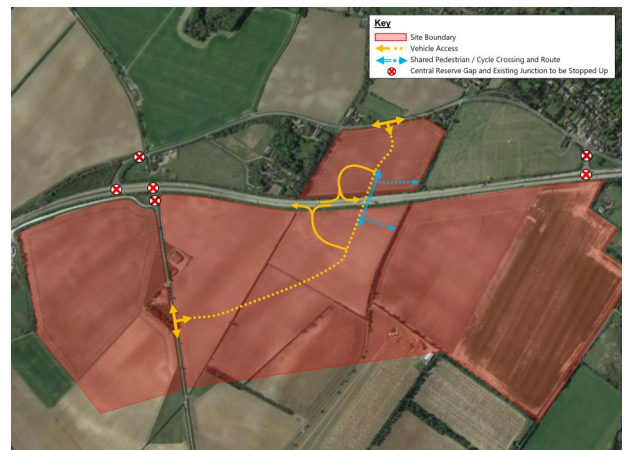 Key
Site Boundary
Vehicle Access
Shared Pedestrian / Cycle Crossing and Route
Central Reserve Gap and Existing Junction to be Stopped Up